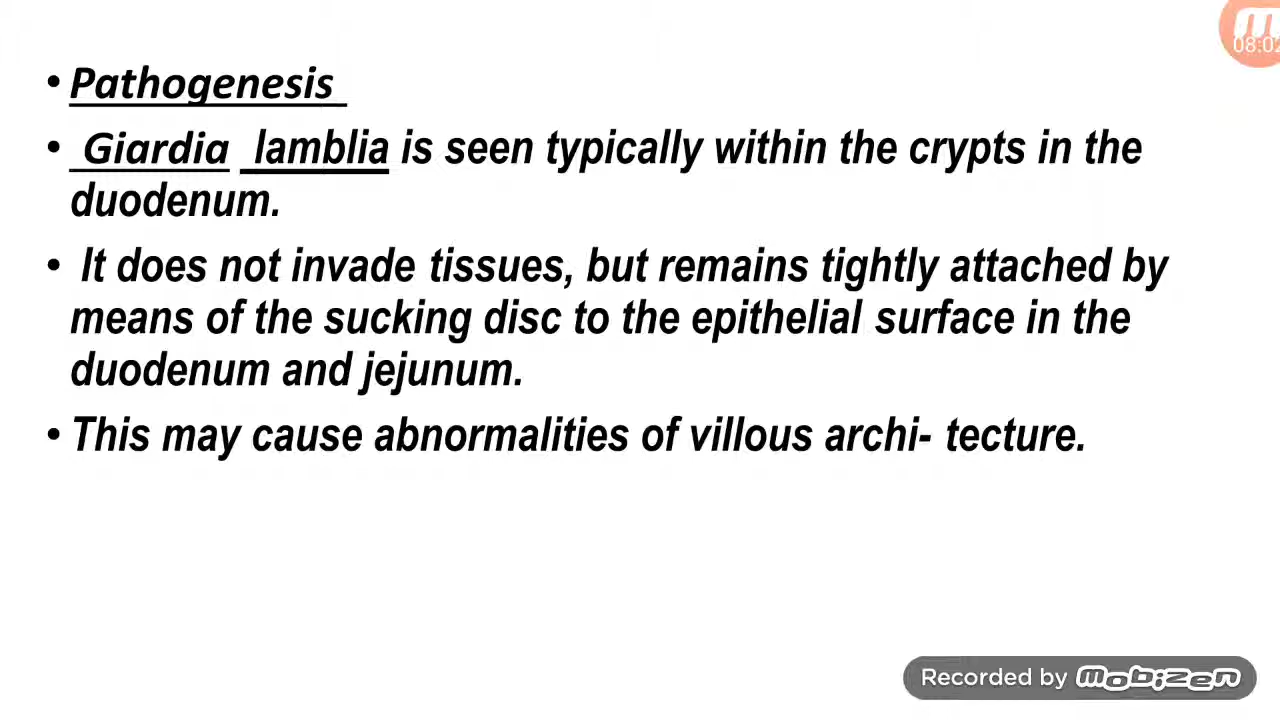 08:02
• Pathogenesis
• Giardia lamblia is seen typically within the crypts in the
duodenum.
• It does not invade tissues, but remains tightly attached by
means of the sucking disc to the epithelial surface in the
duodenum and jejunum.
• This may cause abnormalities of villous archi- tecture.
Recorded by mobizen